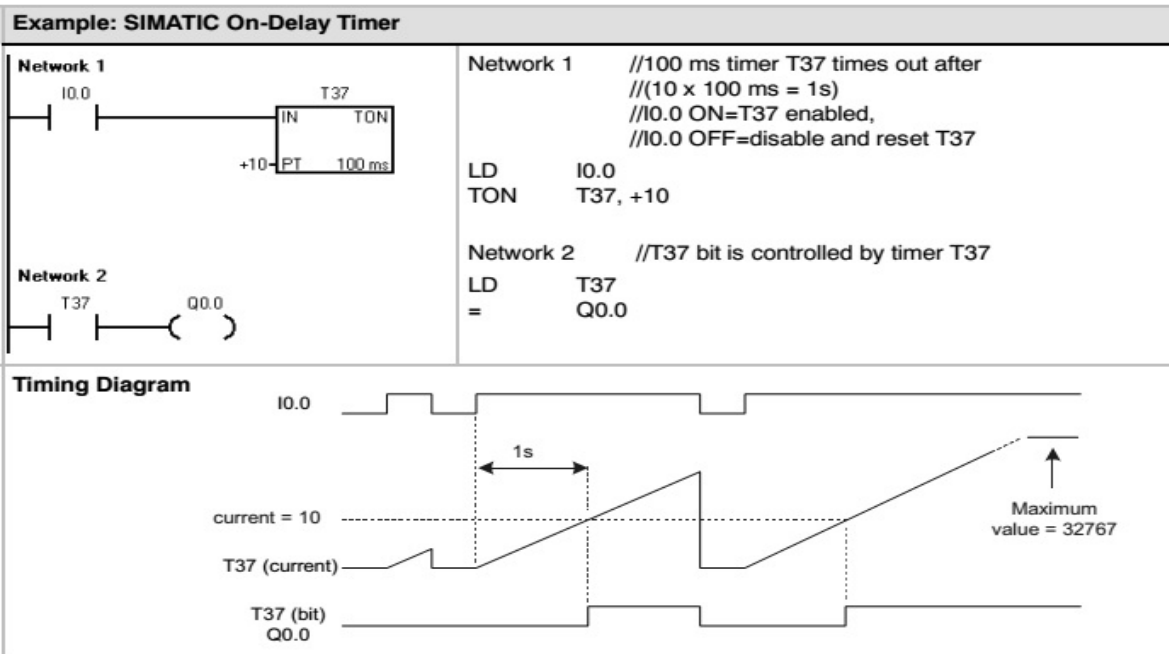 Example: SIMATIC On-Delay Timer
Network 1
I0.0
T37
IN TON
+10 PT 100 ms
Network 2
T37 Q0.0
Network 1 //100 ms timer T37 times out after
//(10 x 100 ms = 1s)
//I0.0 ON=T37 enabled,
//I0.0 OFF=disable and reset T37
LD I0.0
TON T37, +10
Network 2 //T37 bit is controlled by timer T37
LD T37
= Q0.0
Timing Diagram
I0.0
1s
current = 10
Maximum
value = 32767
T37 (current)
T37 (bit)
Q0.0